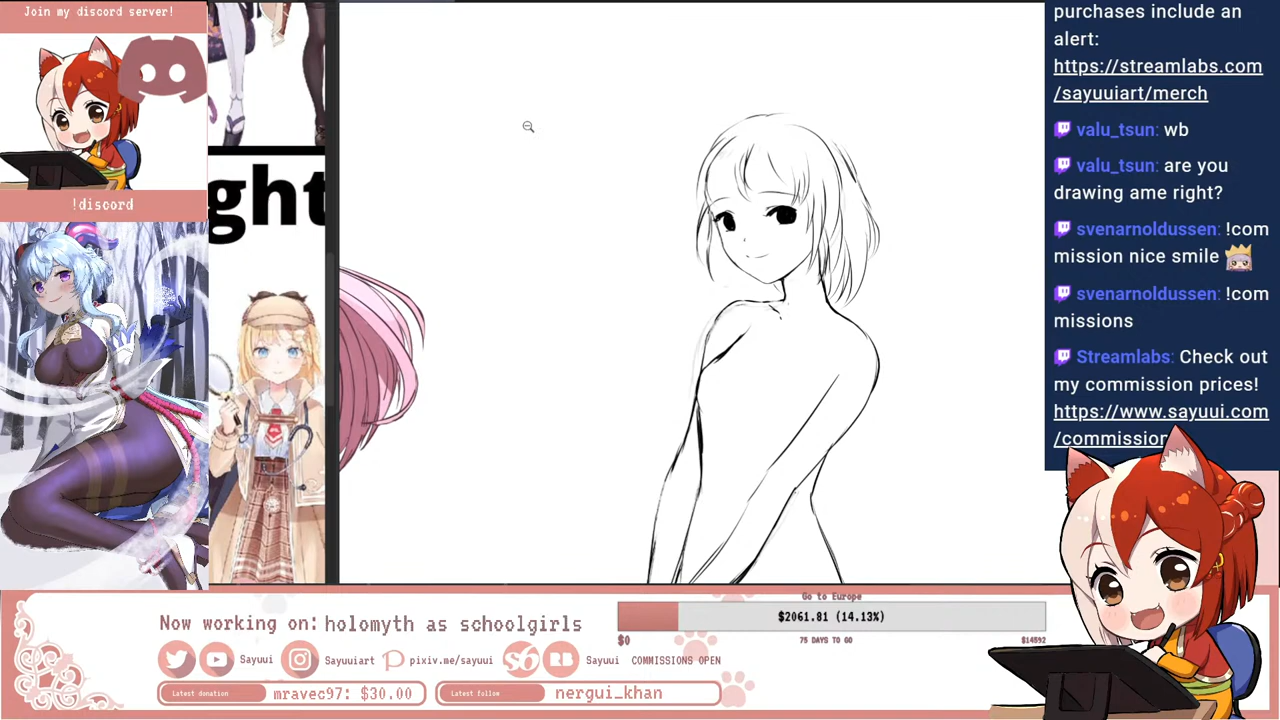 Join my discord server!
!discord
ght
purchases include an
alert:
https://streamlabs.com
/sayuuiart/merch
valu_tsun: wb
valu_tsun: are you
drawing ame right?
svenarnoldussen: !com
mission nice smile
svenarnoldussen: !com
missions
Streamlabs: Check out
my commission prices!
https://www.sayuui.com
/commission
Now working on: holomyth as schoolgirls
Sayuui
Sayuuiart
pixiv.me/sayuui
S6
RB
Sayuui
COMMISSIONS OPEN
Latest donation
mravec97: $30.00
Latest follow
nergui_khan
Go to Europe
$2061.81 (14.13%)
$0
75 DAYS TO GO
$14592